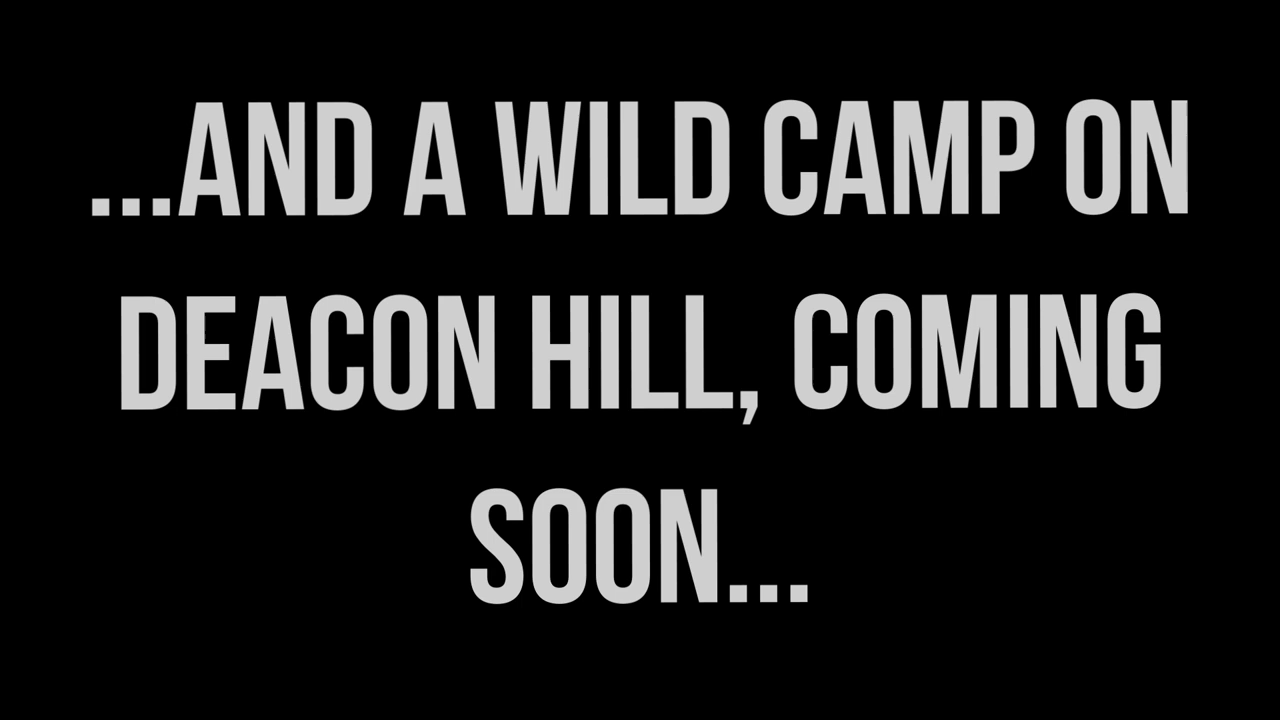 ...AND A WILD CAMP ON
DEACON HILL, COMING
SOON...